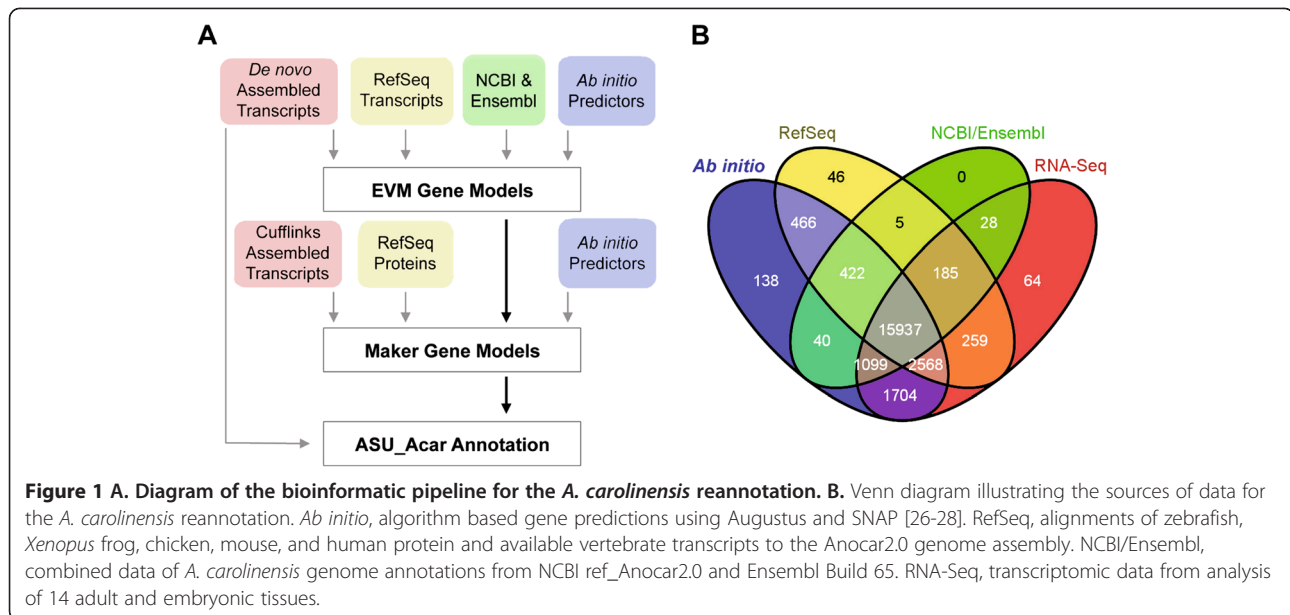 A
De novo
Assembled
Transcripts
RefSeq
Transcripts
NCBI &
Ensembl
Ab initio
Predictors
EVM Gene Models
Cufflinks
Assembled
Transcripts
RefSeq
Proteins
Ab initio
Predictors
Maker Gene Models
ASU_Acar Annotation
B
RefSeq
NCBI/Ensembl
Ab initio
RNA-Seq
46
0
466
5
28
138
422
185
64
40
15937
259
1099
2568
1704
Figure 1 A. Diagram of the bioinformatic pipeline for the A. carolinensis reannotation. B. Venn diagram illustrating the sources of data for
the A. carolinensis reannotation. Ab initio, algorithm based gene predictions using Augustus and SNAP [26-28]. RefSeq, alignments of zebrafish,
Xenopus frog, chicken, mouse, and human protein and available vertebrate transcripts to the Anocar2.0 genome assembly. NCBI/Ensembl,
combined data of A. carolinensis genome annotations from NCBI ref_Anocar2.0 and Ensembl Build 65. RNA-Seq, transcriptomic data from analysis
of 14 adult and embryonic tissues.